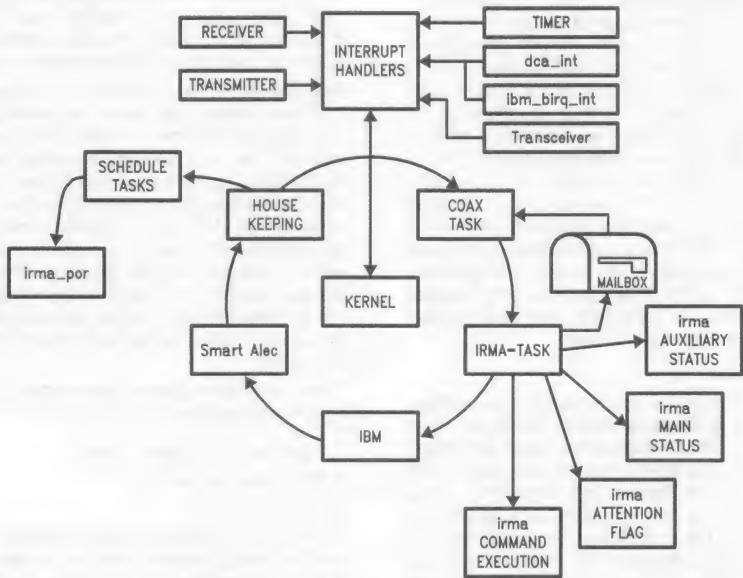 RECEIVER
TRANSMITTER
INTERRUPT
HANDLERS
TIMER
dca_int
ibm_birq_int
Transceiver
SCHEDULE
TASKS
HOUSE
KEEPING
COAX
TASK
irma_por
KERNEL
MAILBOX
Smart Alec
IRMA-TASK
irma
AUXILIARY
STATUS
IBM
irma
MAIN
STATUS
irma
ATTENTION
FLAG
irma
COMMAND
EXECUTION